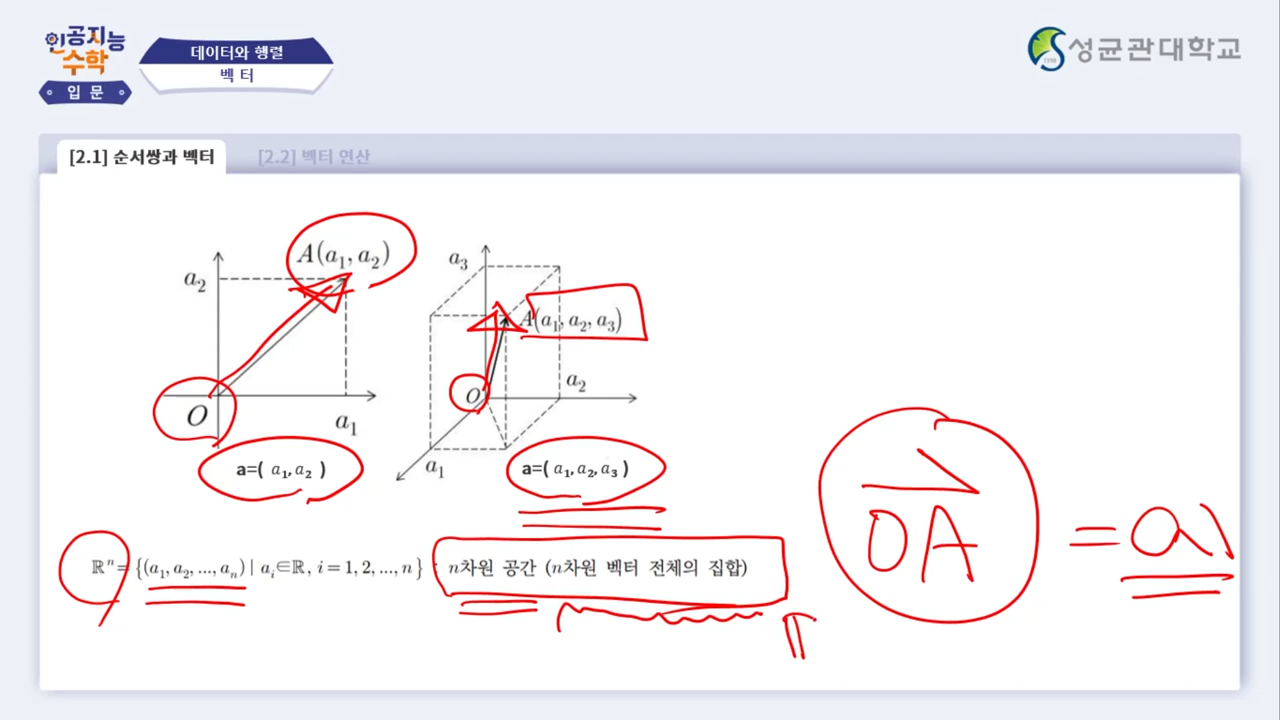 인공지능
수학
입문
데이터와 행렬
벡 터
성균관대학교
1398
[2.1] 순서쌍과 벡터
[2.2] 벡터 연산
A(a₁, a₂)
a₂
O
a₁
a=( a₁, a₂ )
a₃
A(a₁, a₂, a₃)
a₂
O
a₁
a=( a₁, a₂, a₃ )
OA = a
ℝⁿ = {(a₁, a₂, ..., aₙ) | aᵢ∈ℝ, i = 1, 2, ..., n} : n차원 공간 (n차원 벡터 전체의 집합)